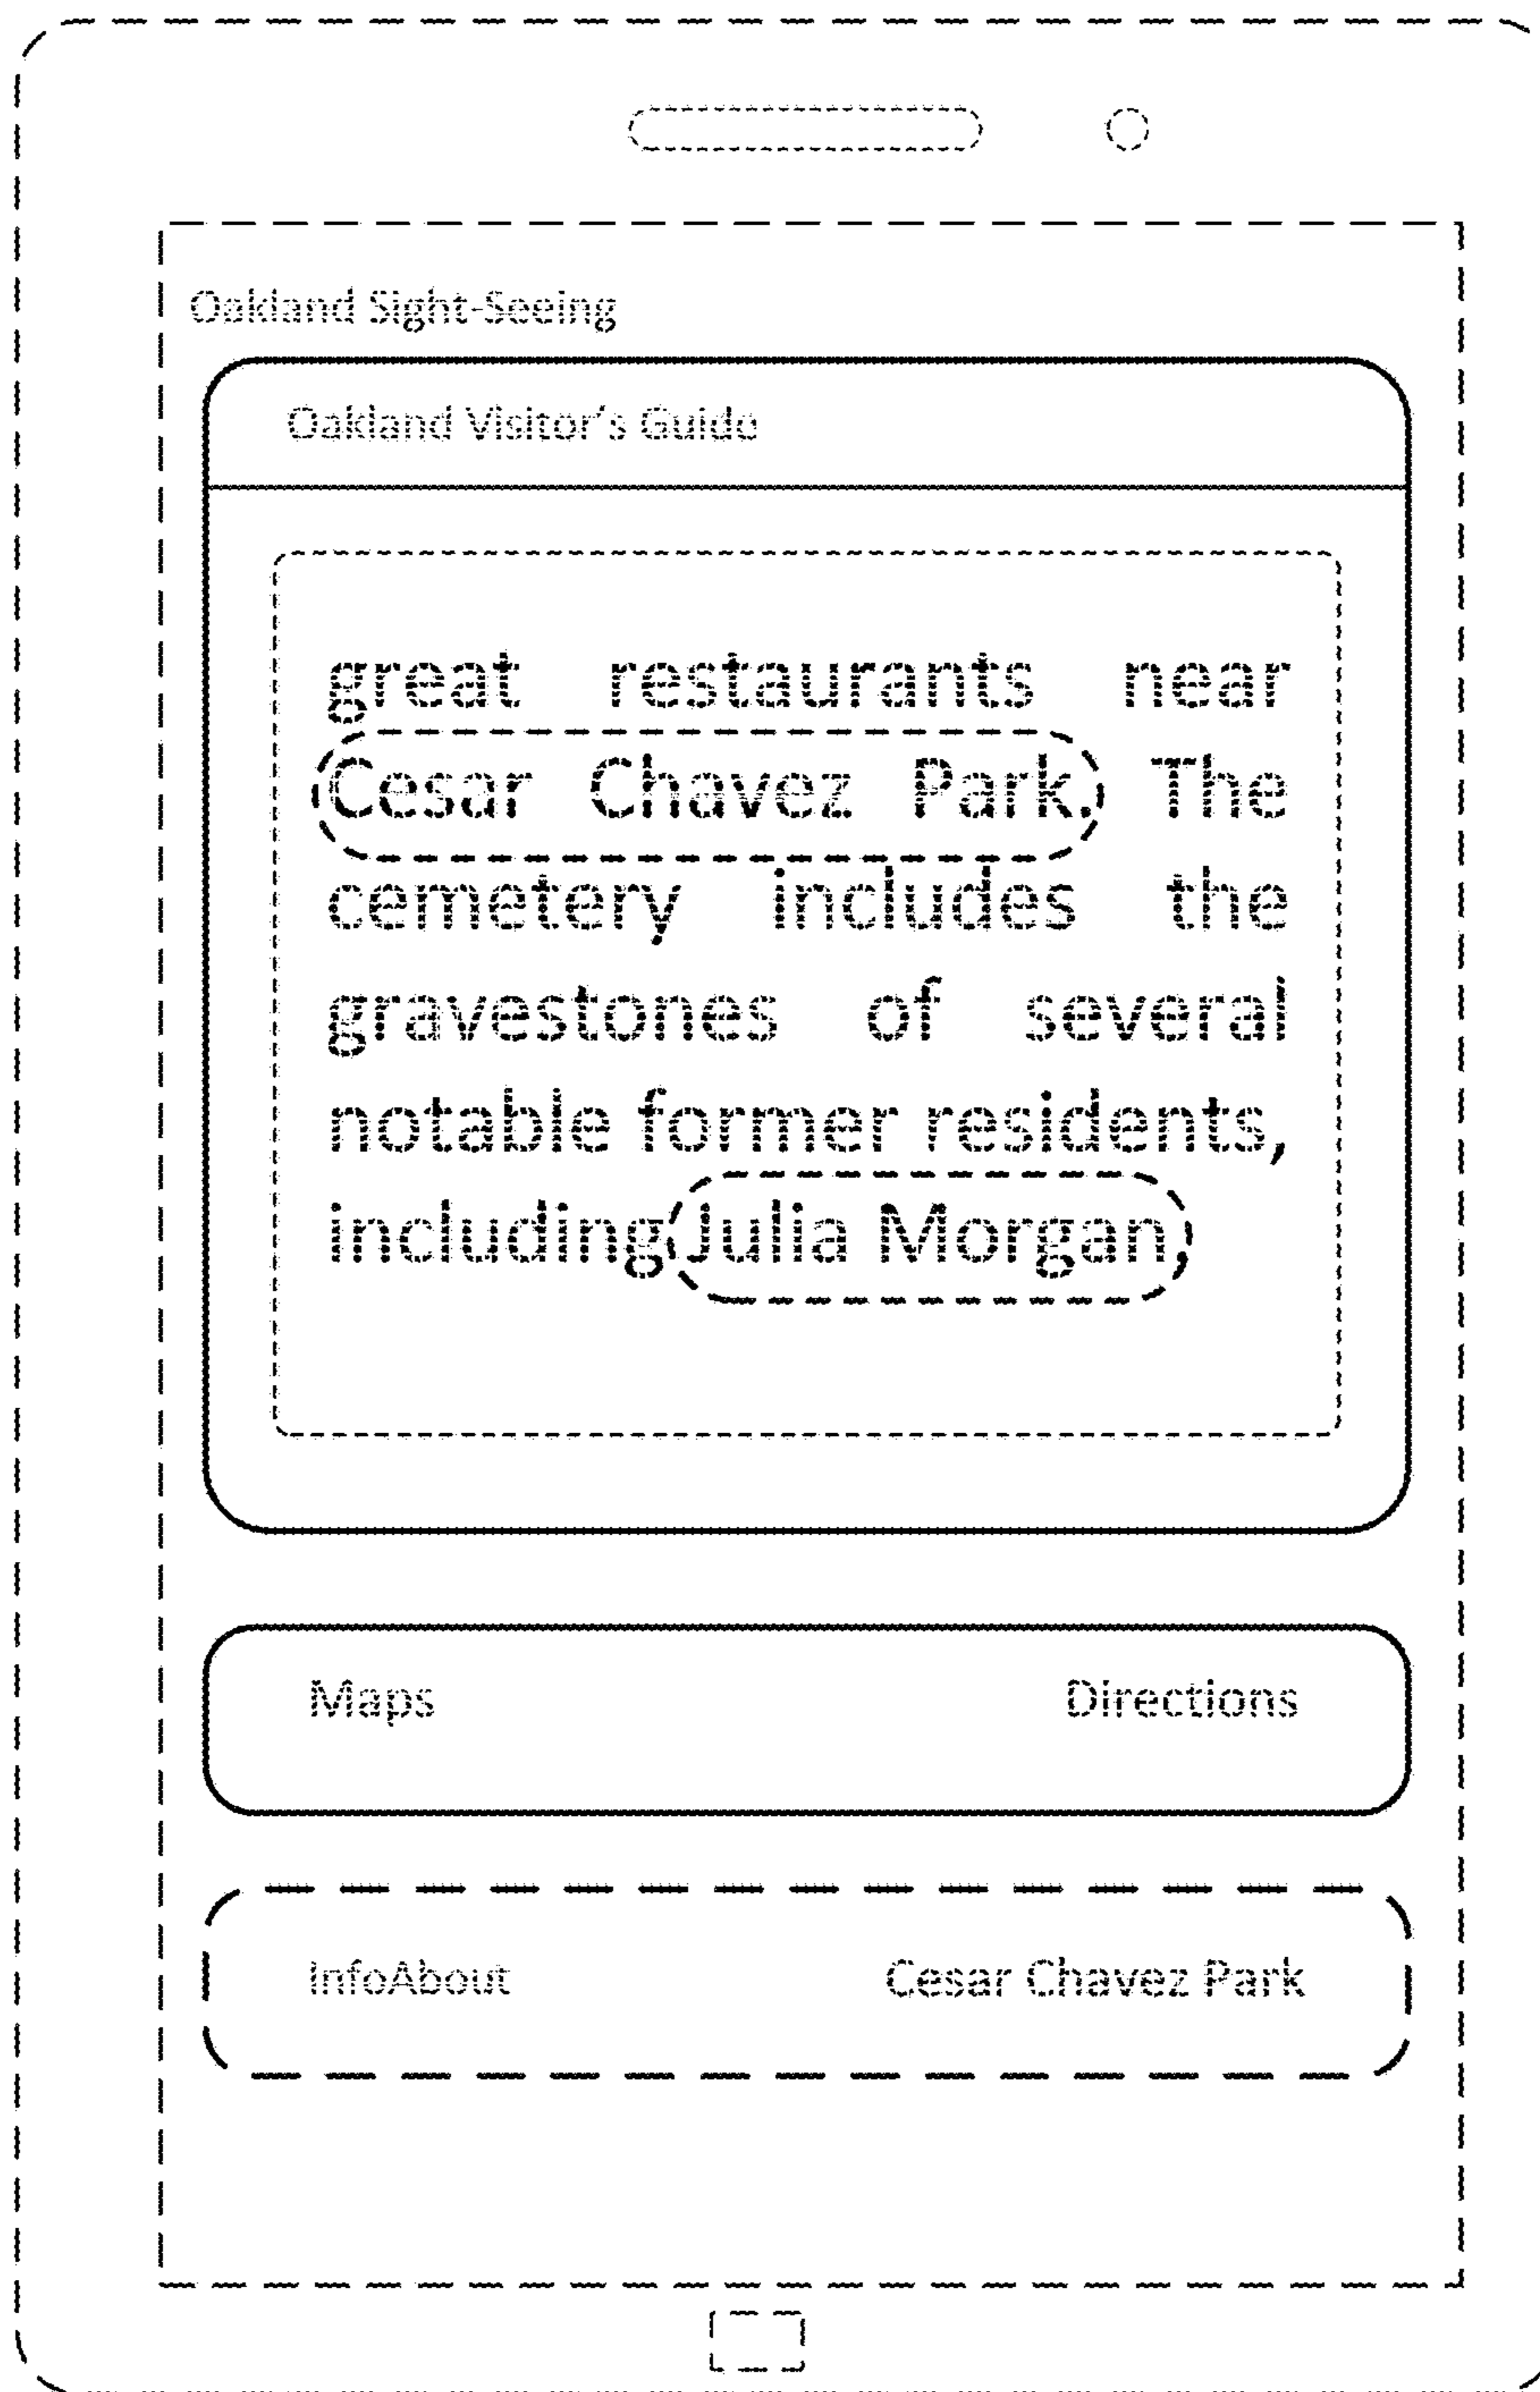 Oakland Sight-Seeing
Oakland Visitor's Guide
great restaurants near
Cesar Chavez Park. The
cemetery includes the
gravestones of several
notable former residents,
including Julia Morgan,
Maps Directions
InfoAbout Cesar Chavez Park